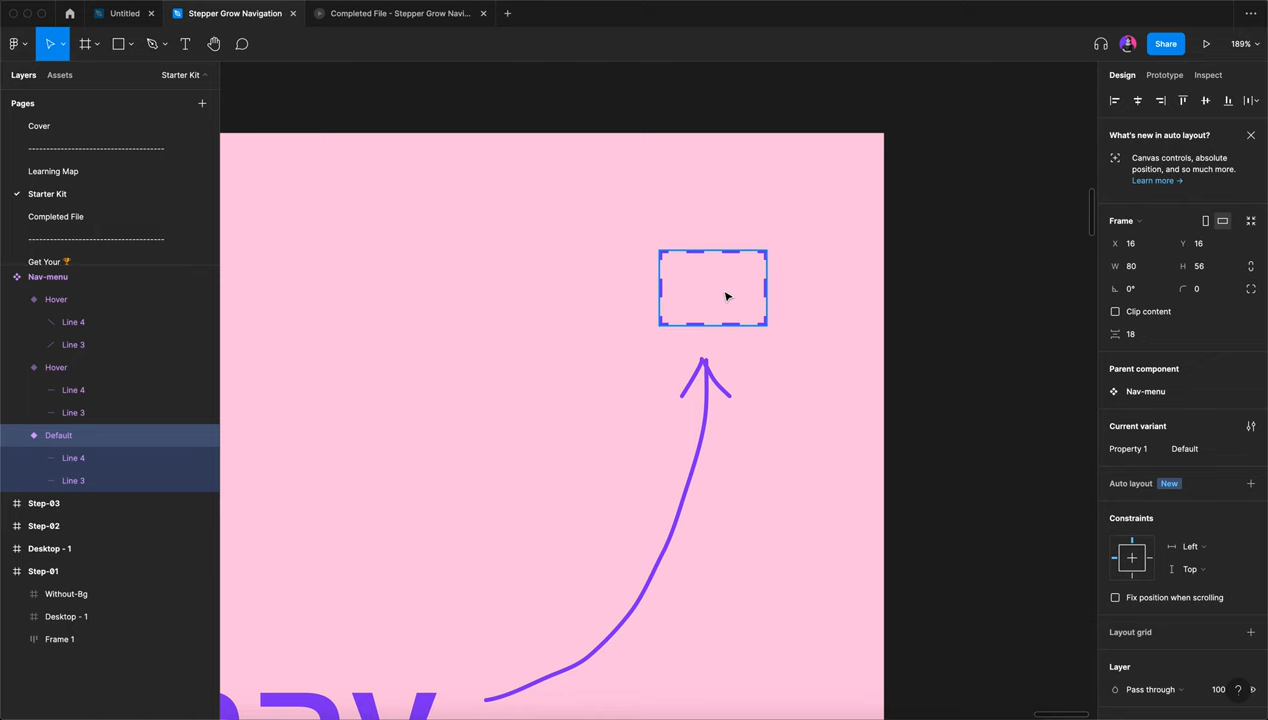 Untitled
Stepper Grow Navigation
Completed File - Stepper Grow Navi...
Share
189%
Layers
Assets
Starter Kit
Pages
Cover
--------------------------------------
Learning Map
Starter Kit
Completed File
--------------------------------------
Get Your 🏆
Nav-menu
Hover
Line 4
Line 3
Hover
Line 4
Line 3
Default
Line 4
Line 3
Step-03
Step-02
Desktop - 1
Step-01
Without-Bg
Desktop - 1
Frame 1
Design
Prototype
Inspect
What's new in auto layout?
Canvas controls, absolute
position, and so much more.
Learn more →
Frame
X 16
Y 16
W 80
H 56
0°
0
Clip content
18
Parent component
Nav-menu
Current variant
Property 1
Default
Auto layout
New
Constraints
Left
Top
Fix position when scrolling
Layout grid
Layer
Pass through
100
?